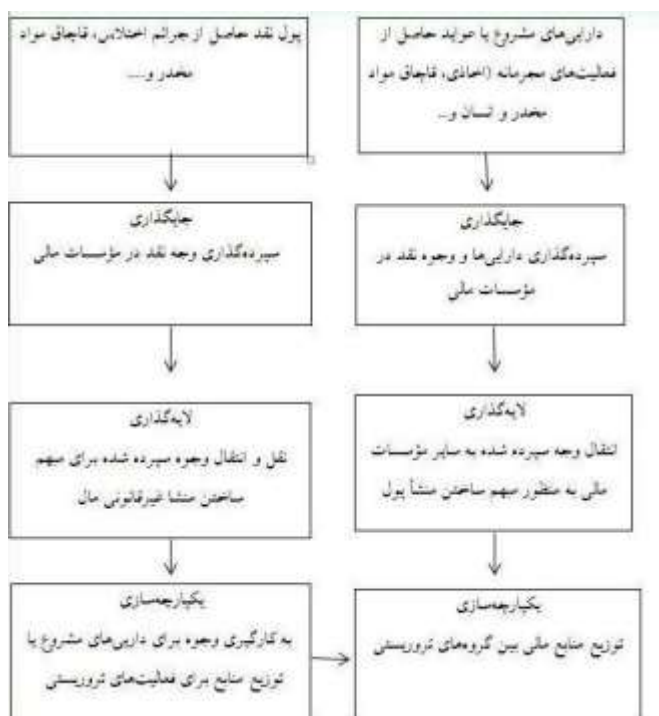 دارایی‌های مشروع یا عواید حاصل از
فعالیت‌های مجرمانه (اخاذی، قاچاق مواد
مخدر و انسان و...
جایگذاری
سپرده‌گذاری دارایی‌ها و وجوه نقد در
مؤسسات مالی
لایه‌گذاری
انتقال وجه سپرده شده به سایر مؤسسات
مالی به منظور مبهم ساختن منشأ پول
یکپارچه‌سازی
توزیع منابع مالی بین گروه‌های تروریستی
پول نقد حاصل از جرائم اختلاس، قاچاق مواد
مخدر و....
جایگذاری
سپرده‌گذاری وجه نقد در مؤسسات مالی
لایه‌گذاری
نقل و انتقال وجوه سپرده شده برای مبهم
ساختن منشا غیرقانونی مال
یکپارچه‌سازی
به کارگیری وجوه برای داریی‌های مشروع یا
توزیع منابع برای فعالیت‌های تروریستی